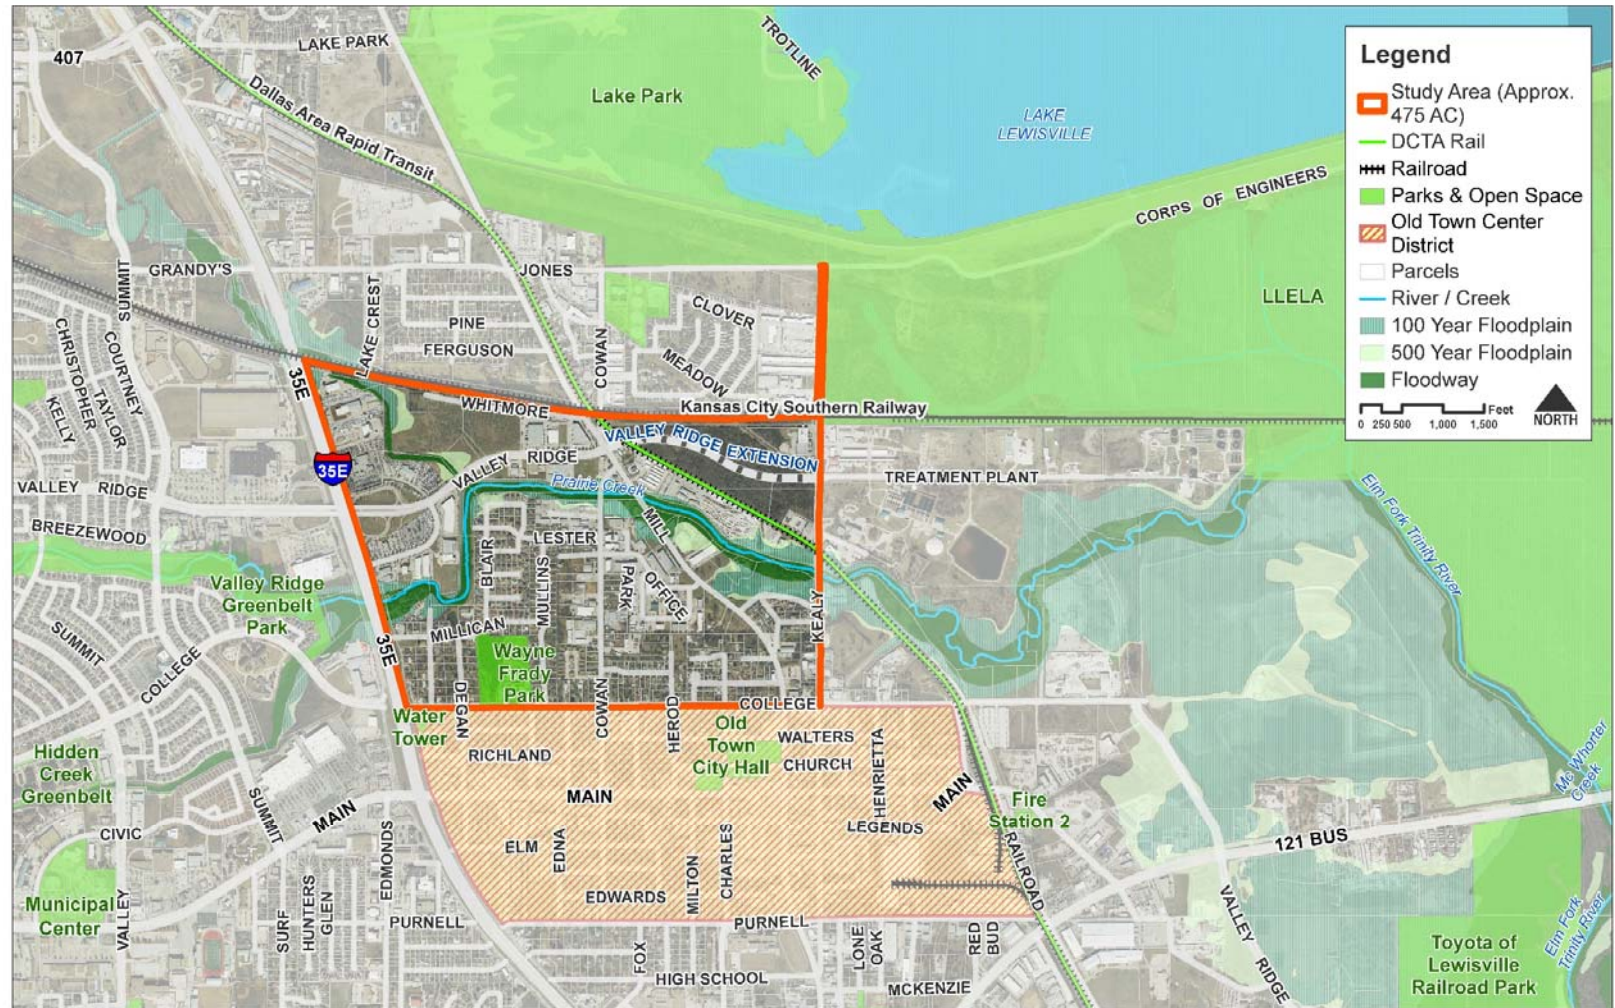 407
LAKE PARK
TROTLINE
Dallas Area Rapid Transit
Lake Park
LAKE
LEWISVILLE
CORPS OF ENGINEERS
Legend
Study Area (Approx.
475 AC)
DCTA Rail
Railroad
Parks & Open Space
Old Town Center
District
Parcels
River / Creek
100 Year Floodplain
500 Year Floodplain
Floodway
Feet
0 250 500 1,000 1,500
NORTH
SUMMIT
GRANDY'S
LAKE CREST
JONES
PINE
FERGUSON
COWAN
CLOVER
MEADOW
LLELA
CHRISTOPHER
COURTNEY
TAYLOR
KELLY
35E
WHITMORE
Kansas City Southern Railway
VALLEY RIDGE EXTENSION
35E
VALLEY RIDGE
VALLEY RIDGE
TREATMENT PLANT
Prairie Creek
BREEZEWOOD
MILL
LESTER
BLAIR
MULLINS
PARK
OFFICE
KEALY
Elm Fork Trinity River
Valley Ridge
Greenbelt
Park
SUMMIT
COLLEGE
35E
MILLICAN
Wayne
Frady
Park
DEGAN
COWAN
HEROD
COLLEGE
Water
Tower
RICHLAND
Old
Town
City Hall
WALTERS
CHURCH
HENRIETTA
Hidden
Creek
Greenbelt
SUMMIT
MAIN
MAIN
MAIN
Fire
Station 2
LEGENDS
Mc Whorter
Creek
121 BUS
CIVIC
EDMONDS
ELM
EDNA
CHARLES
MILTON
EDWARDS
RAILROAD
Municipal
Center
VALLEY
SURF
HUNTERS
GLEN
PURNELL
PURNELL
FOX
HIGH SCHOOL
LONE
OAK
RED
BUD
MCKENZIE
VALLEY RIDGE
Toyota of
Lewisville
Railroad Park
Elm Fork
Trinity River